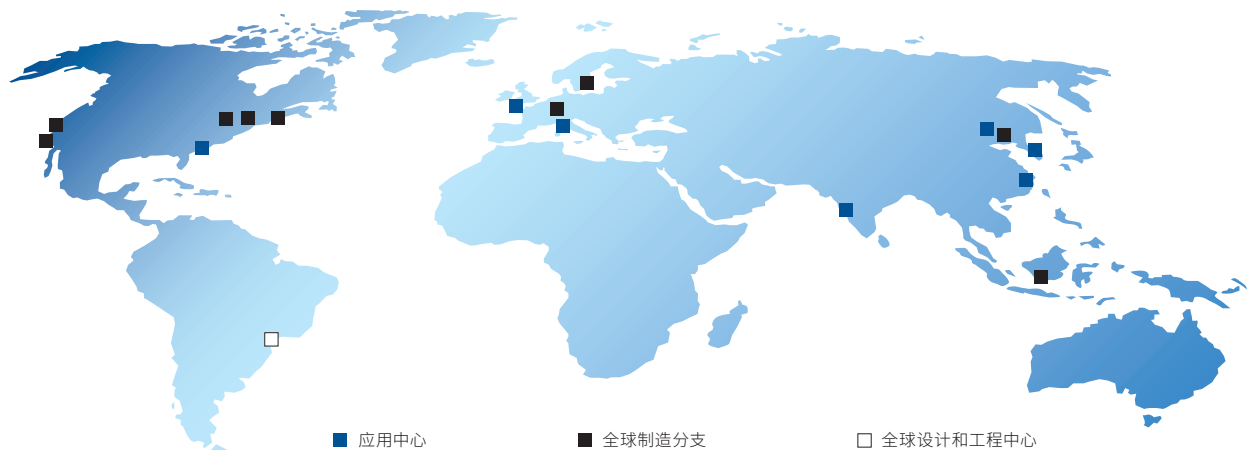 应用中心
全球制造分支
全球设计和工程中心